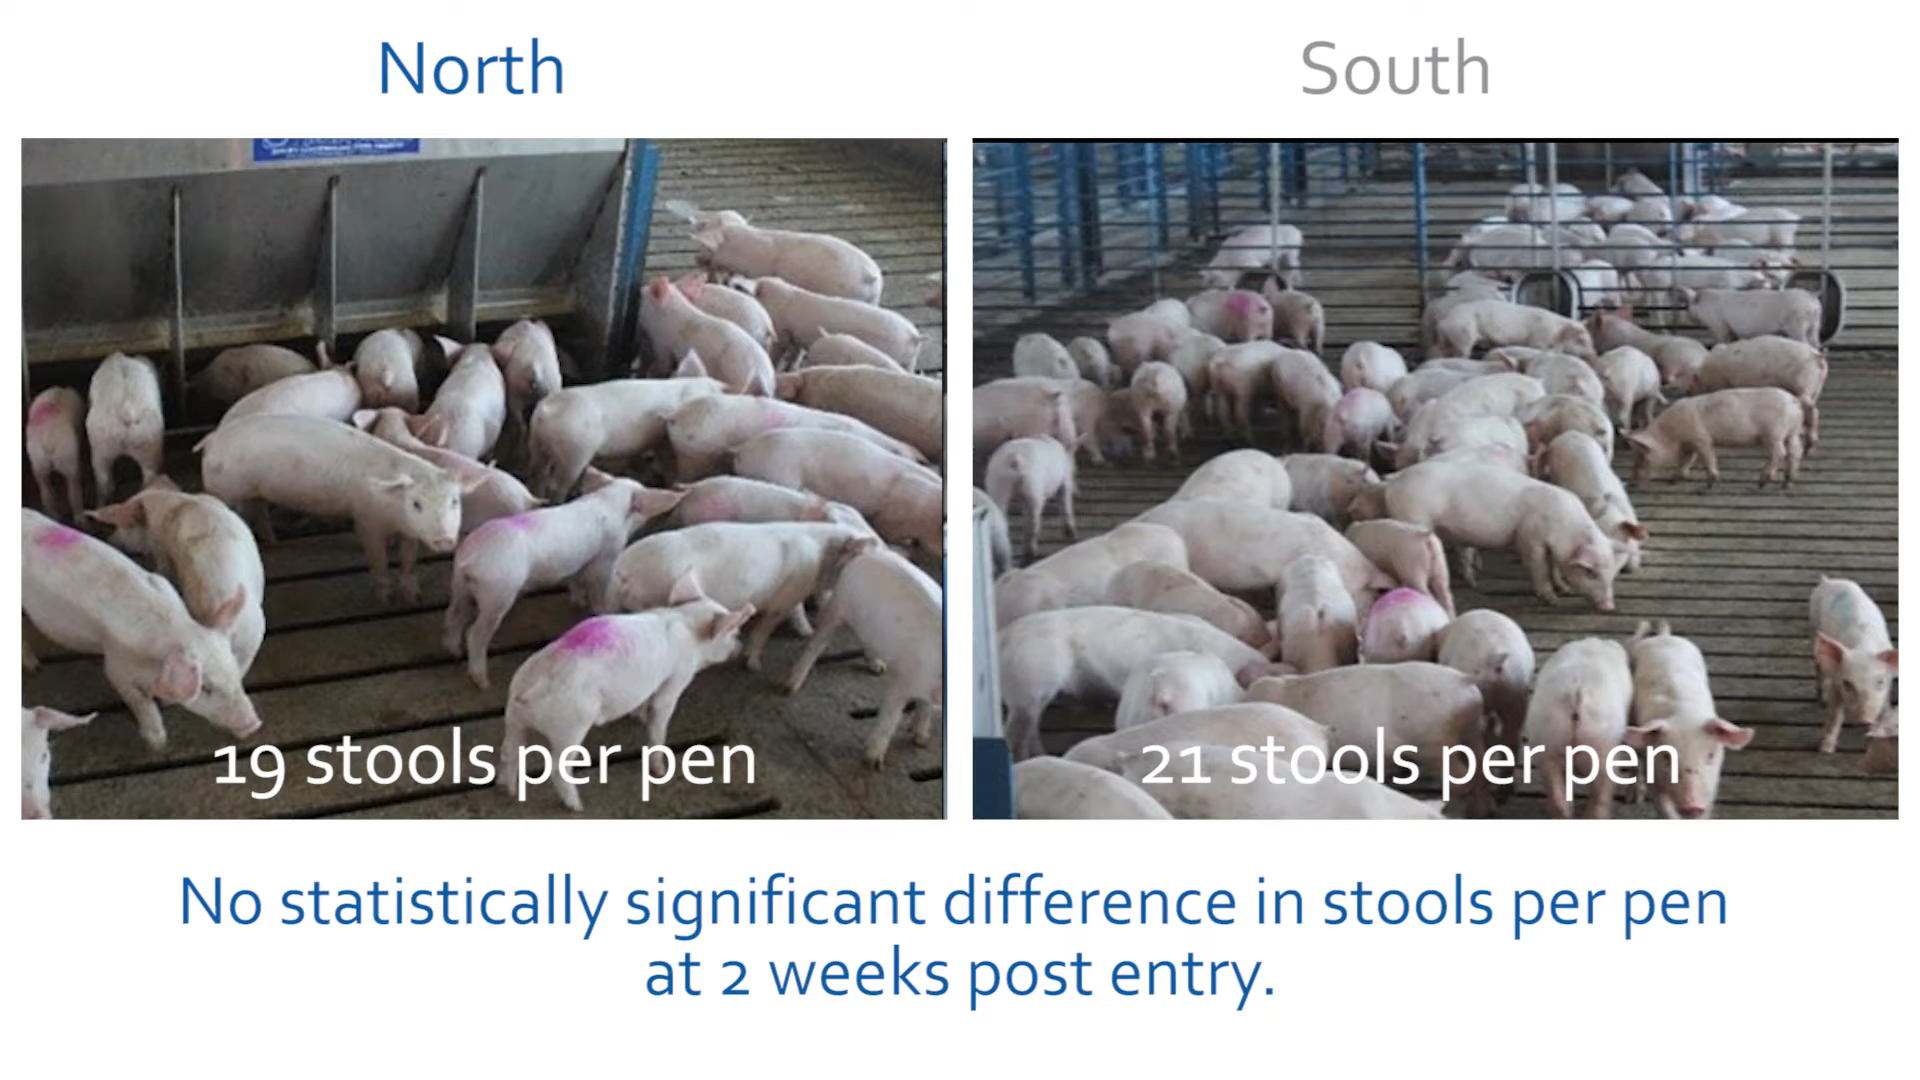 North
South
19 stools per pen
21 stools per pen
No statistically significant difference in stools per pen
at 2 weeks post entry.